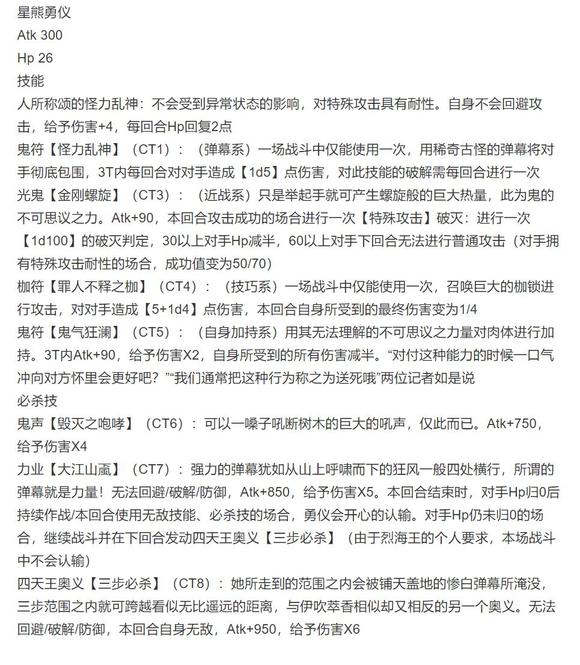 星熊勇仪
Atk 300
Hp 26
技能
人所称颂的怪力乱神：不会受到异常状态的影响，对特殊攻击具有耐性。自身不会回避攻
击，给予伤害+4，每回合Hp回复2点
鬼符【怪力乱神】（CT1）：（弹幕系）一场战斗中仅能使用一次，用稀奇古怪的弹幕将对
手彻底包围，3T内每回合对对手造成【1d5】点伤害，对此技能的破解需每回合进行一次
光鬼【金刚螺旋】（CT3）：（近战系）只是举起手就可产生螺旋般的巨大热量，此为鬼的
不可思议之力。Atk+90，本回合攻击成功的场合进行一次【特殊攻击】破灭：进行一次
【1d100】的破灭判定，30以上对手Hp减半，60以上对手下回合无法进行普通攻击（对手拥
有特殊攻击耐性的场合，成功值变为50/70）
枷符【罪人不释之枷】（CT4）：（技巧系）一场战斗中仅能使用一次，召唤巨大的枷锁进
行攻击，对对手造成【5+1d4】点伤害，本回合自身所受到的最终伤害变为1/4
鬼符【鬼气狂澜】（CT5）：（自身加持系）用其无法理解的不可思议之力量对肉体进行加
持。3T内Atk+90，给予伤害X2，自身所受到的所有伤害减半。“对付这种能力的时候一口气
冲向对方怀里会更好吧？”“我们通常把这种行为称之为送死哦”两位记者如是说
必杀技
鬼声【毁灭之咆哮】（CT6）：可以一嗓子吼断树木的巨大的吼声，仅此而已。Atk+750，
给予伤害X4
力业【大江山嵐】（CT7）：强力的弹幕犹如从山上呼啸而下的狂风一般四处横行，所谓的
弹幕就是力量！无法回避/破解/防御，Atk+850，给予伤害X5。本回合结束时，对手Hp归0后
持续作战/本回合使用无敌技能、必杀技的场合，勇仪会开心的认输。对手Hp仍未归0的场
合，继续战斗并在下回合发动四天王奥义【三步必杀】（由于烈海王的个人要求，本场战斗
中不会认输）
四天王奥义【三步必杀】（CT8）：她所走到的范围之内会被铺天盖地的惨白弹幕所淹没，
三步范围之内就可跨越看似无比遥远的距离，与伊吹萃香相似却又相反的另一个奥义。无法
回避/破解/防御，本回合自身无敌，Atk+950，给予伤害X6